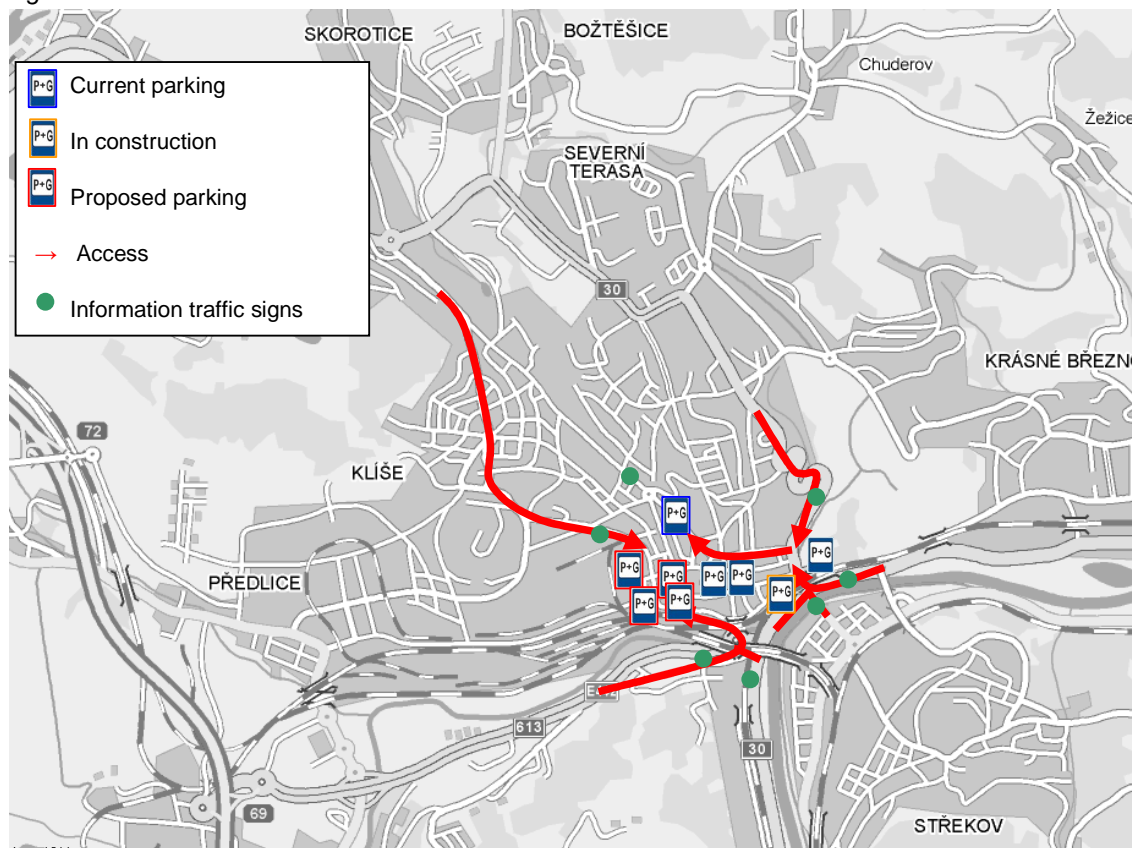 SKOROTICE
BOŽTĚŠICE
Chuderov
Žežice
P+G Current parking
P+G In construction
P+G Proposed parking
→ Access
Information traffic signs
SEVERNÍ
TERASA
30
KRÁSNÉ BŘEZNO
72
KLÍŠE
P+G
PŘEDLICE
P+G
P+G
P+G
P+G
P+G
P+G
P+G
P+G
613
30
69
STŘEKOV